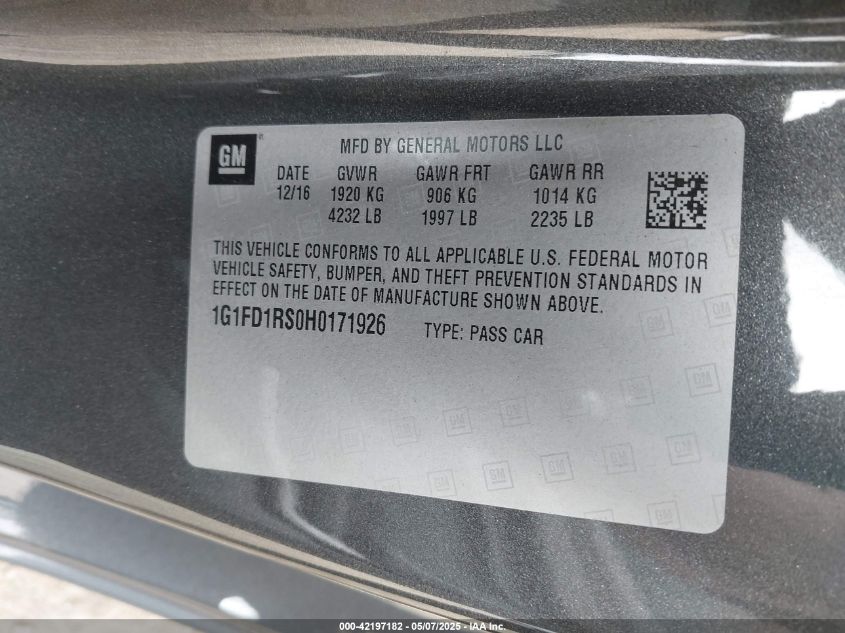 GM
MFD BY GENERAL MOTORS LLC
DATE GVWR GAWR FRT GAWR RR
12/16 1920 KG 906 KG 1014 KG
4232 LB 1997 LB 2235 LB
THIS VEHICLE CONFORMS TO ALL APPLICABLE U.S. FEDERAL MOTOR
VEHICLE SAFETY, BUMPER, AND THEFT PREVENTION STANDARDS IN
EFFECT ON THE DATE OF MANUFACTURE SHOWN ABOVE.
1G1FD1RS0H0171926 TYPE: PASS CAR
000-42197182 - 05/07/2025 - IAA Inc.